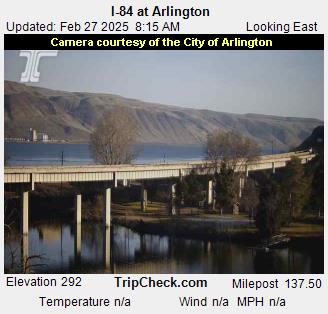 I-84 at Arlington
Updated: Feb 27 2025 8:15 AM Looking East
Camera courtesy of the City of Arlington
Elevation 292 TripCheck.com Milepost 137.50
Temperature n/a Wind n/a MPH n/a